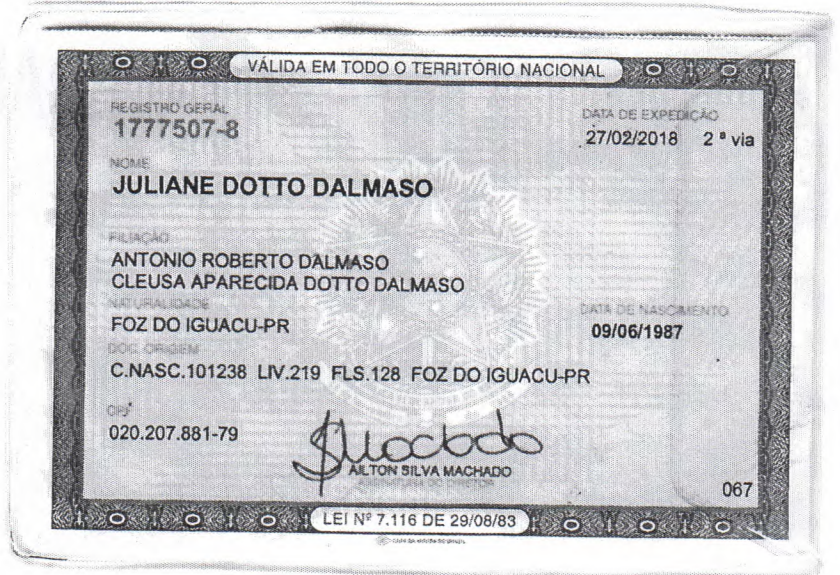 VÁLIDA EM TODO O TERRITÓRIO NACIONAL
REGISTRO GERAL
1777507-8
DATA DE EXPEDIÇÃO
27/02/2018 2ª via
NOME
JULIANE DOTTO DALMASO
FILIAÇÃO
ANTONIO ROBERTO DALMASO
CLEUSA APARECIDA DOTTO DALMASO
NATURALIDADE
FOZ DO IGUACU-PR
DATA DE NASCIMENTO
09/06/1987
DOC. ORIGEM
C.NASC.101238 LIV.219 FLS.128 FOZ DO IGUACU-PR
CPF
020.207.881-79
SMachado
AILTON SILVA MACHADO
ASSINATURA DO DIRETOR
067
LEI Nº 7.116 DE 29/08/83